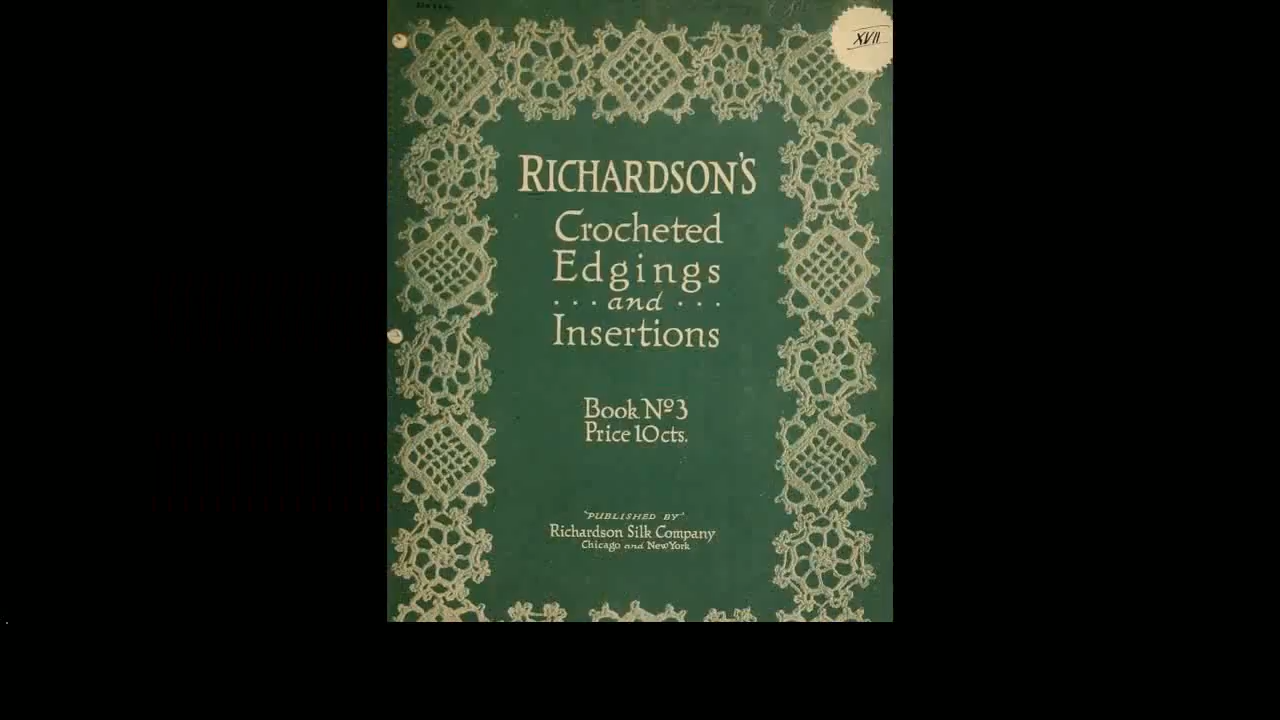 XVII
RICHARDSON'S
Crocheted
Edgings
... and ...
Insertions
Book Nº 3
Price 10cts.
"PUBLISHED BY"
Richardson Silk Company
Chicago and New York